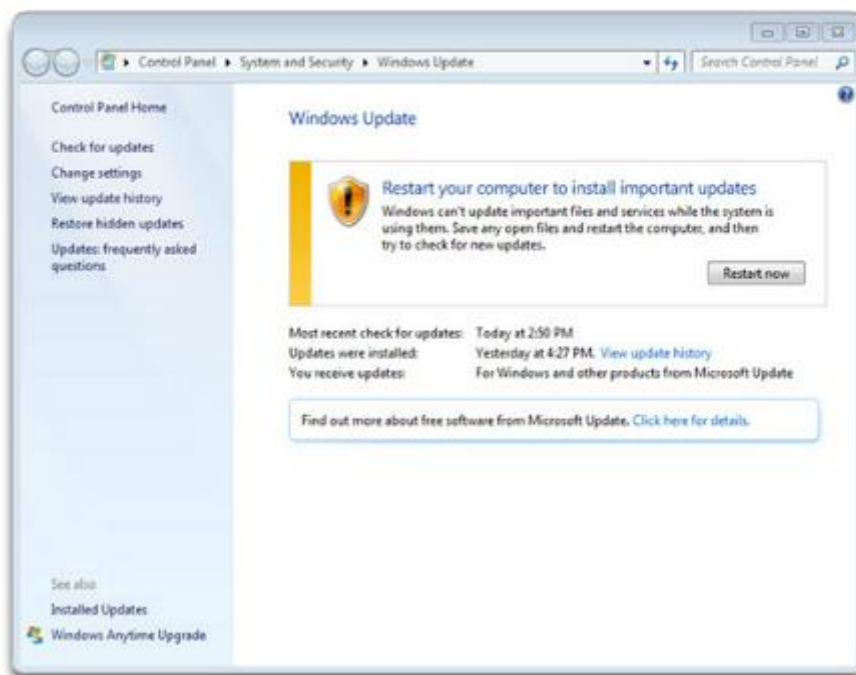 Control Panel ▸ System and Security ▸ Windows Update
Search Control Panel
Control Panel Home
Check for updates
Change settings
View update history
Restore hidden updates
Updates: frequently asked
questions
Windows Update
Restart your computer to install important updates
Windows can't update important files and services while the system is
using them. Save any open files and restart the computer, and then
try to check for new updates.
Restart now
Most recent check for updates: Today at 2:50 PM
Updates were installed: Yesterday at 4:27 PM. View update history
You receive updates: For Windows and other products from Microsoft Update
Find out more about free software from Microsoft Update. Click here for details.
See also
Installed Updates
Windows Anytime Upgrade